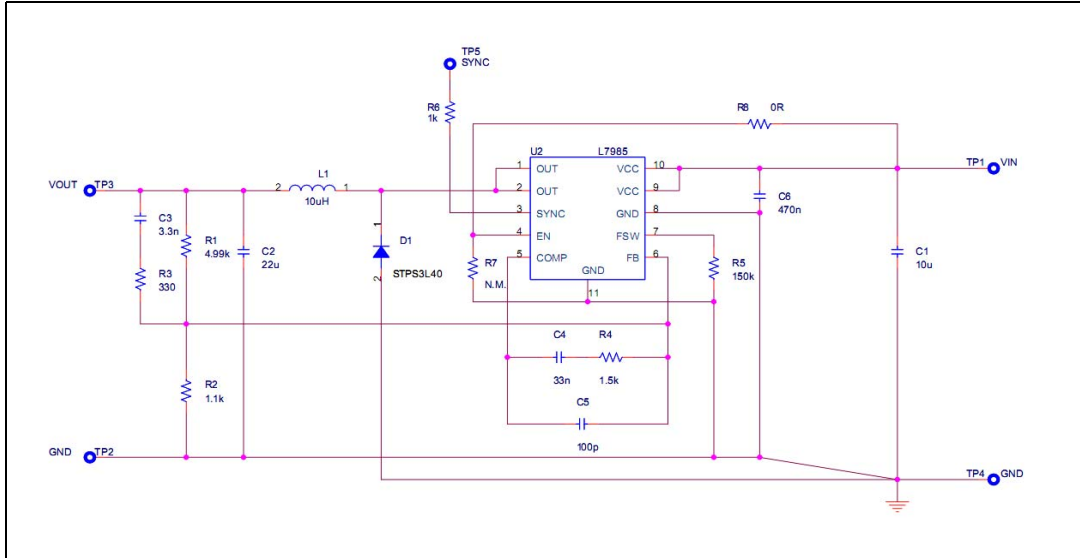 TP5
SYNC
R6
1k
R8 0R
U2 L7985
1 OUT VCC 10
2 OUT VCC 9
3 SYNC GND 8
4 EN FSW 7
5 COMP FB 6
GND
11
TP1 VIN
VOUT TP3
2 L1 1
10uH
C6
470n
C3
3.3n
R1
4.99k
C2
22u
1
D1
2
STPS3L40
R7
N.M.
R5
150k
C1
10u
R3
330
C4 R4
33n 1.5k
R2
1.1k
C5
100p
GND TP2
TP4 GND